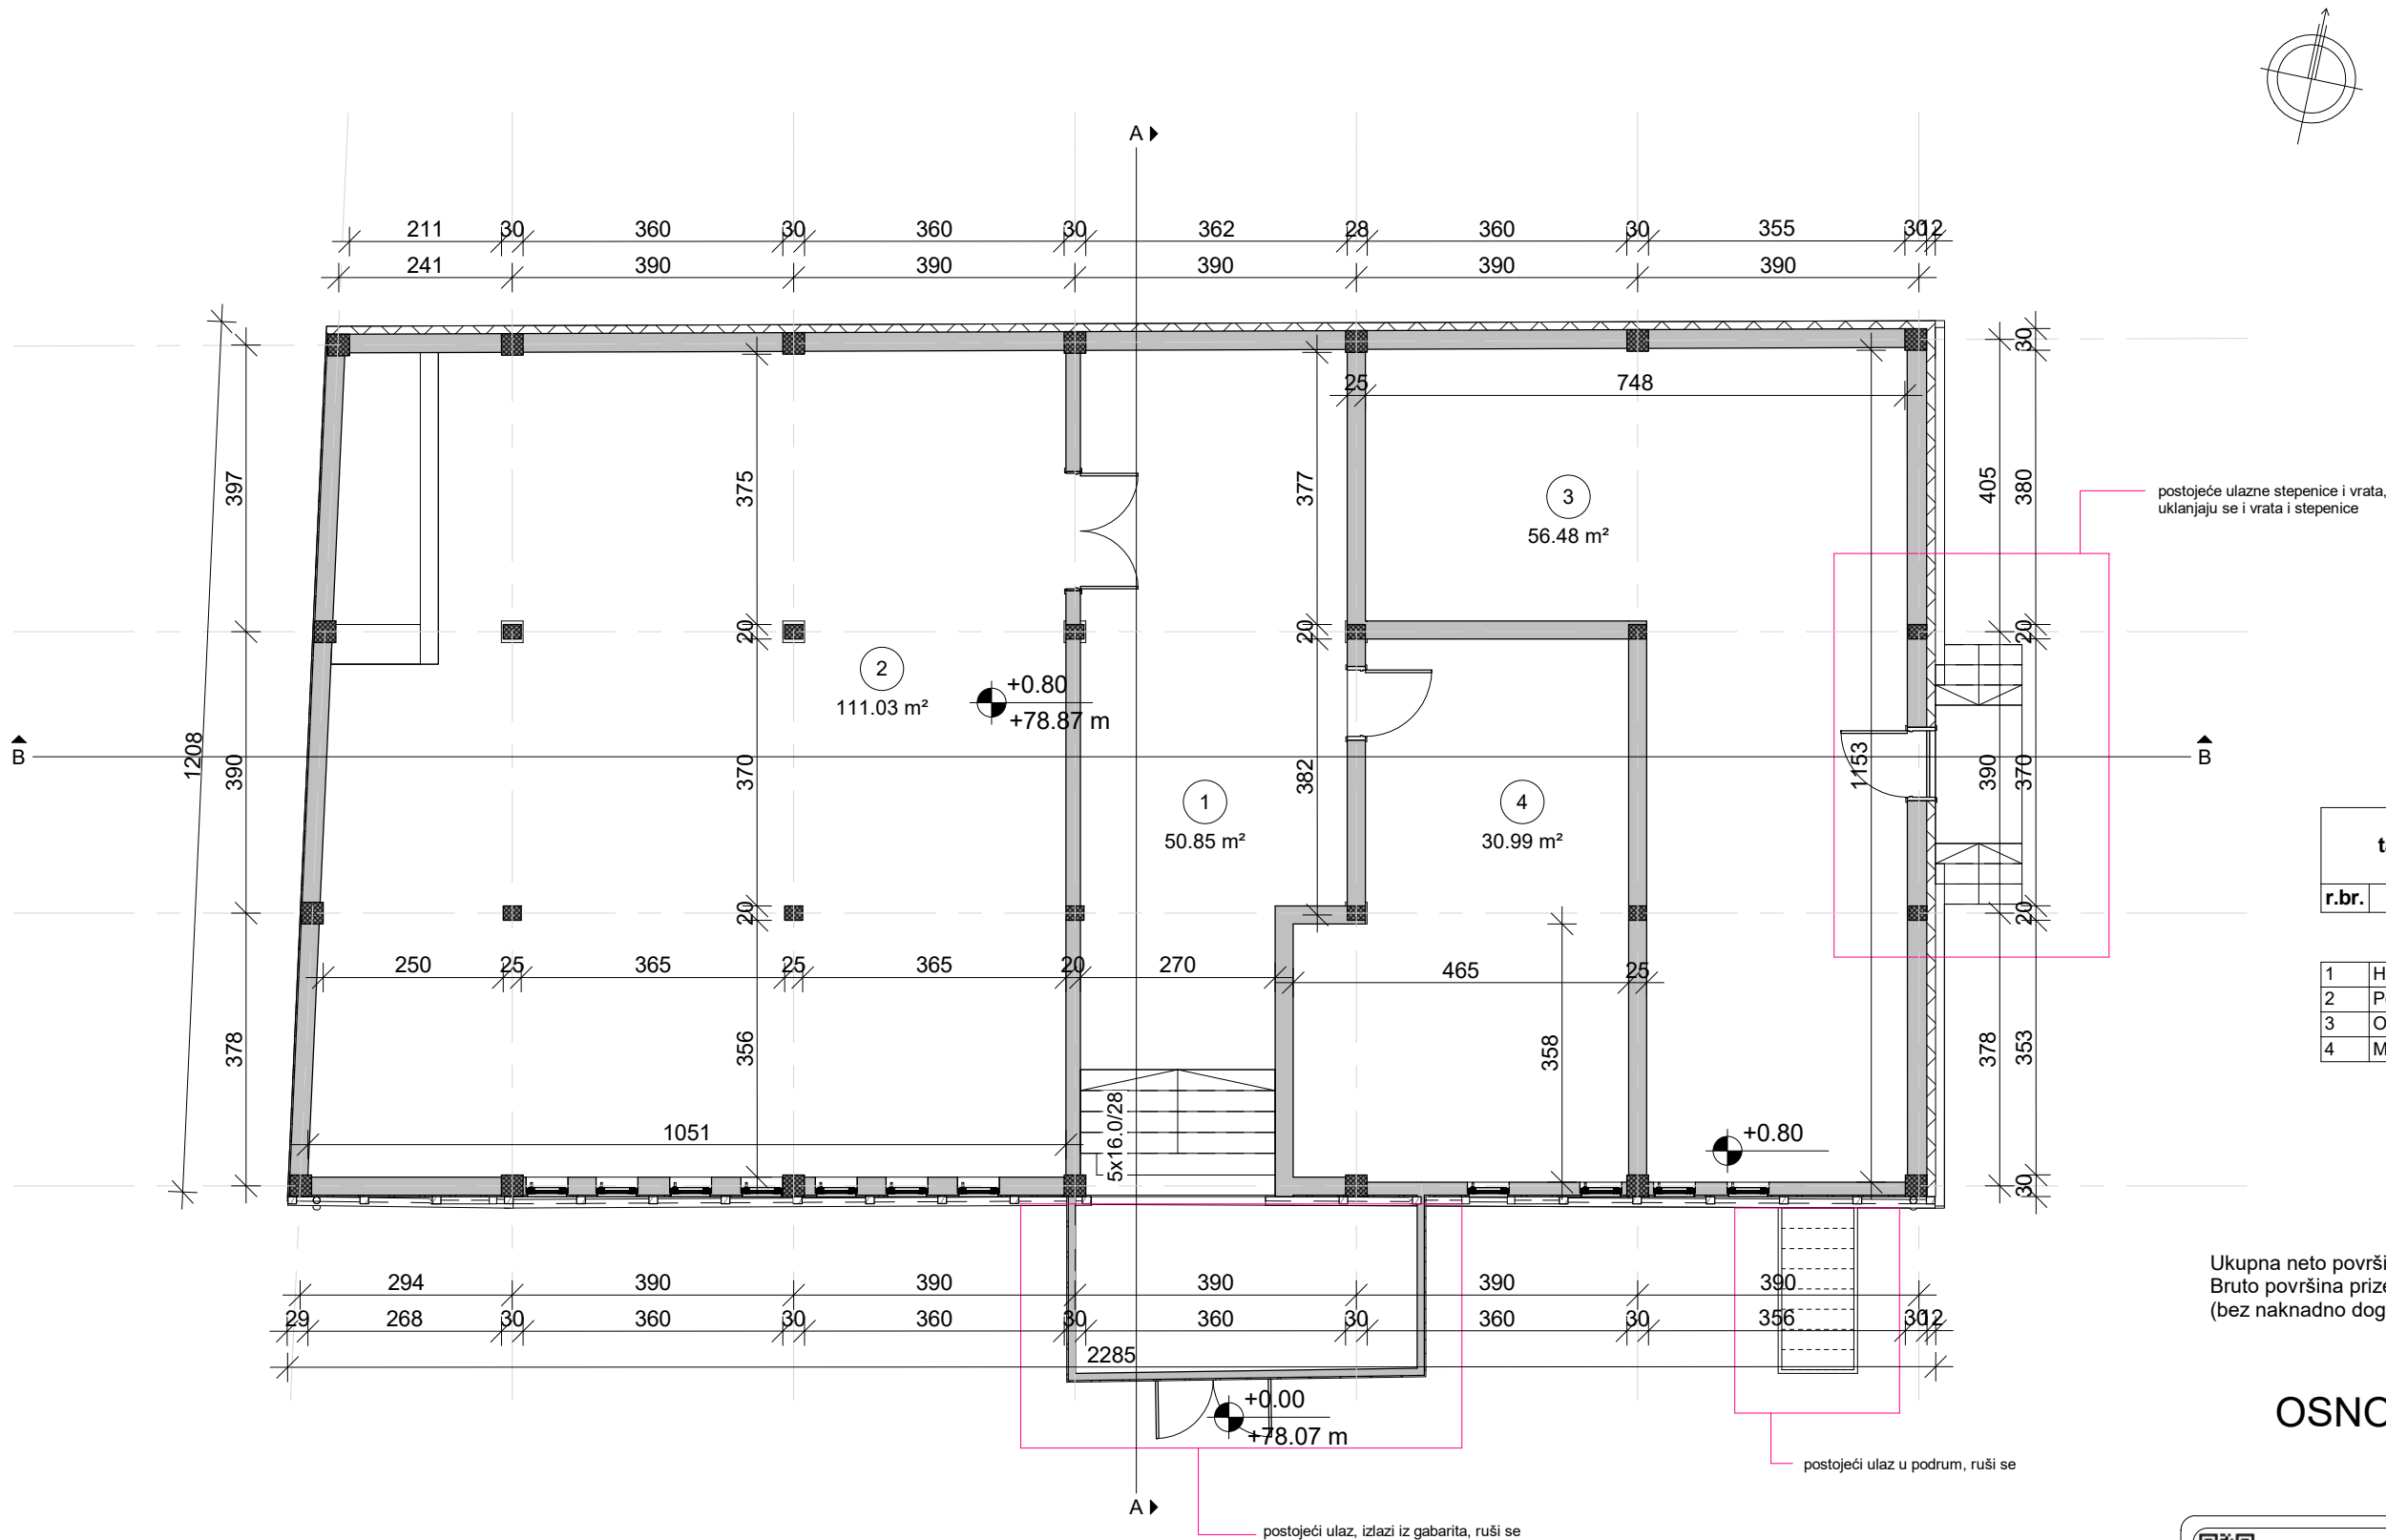 A
211 30 360 30 360 30 362 28 360 30 355 30 12
241 390 390 390 390 390
30
25 748
397 375 377 405 380
3
56.48 m²
postojeće ulazne stepenice i vrata,
uklanjaju se i vrata i stepenice
20 20 20
2
111.03 m²
+0.80
+78.87 m
B B
1208 390 370 382 1153 390 370
1
50.85 m²
4
30.99 m²
r.br.
20 20
250 25 365 25 365 20 270 465 25
1 H
2 P
3 O
4 M
378 356 358 378 353
5x16.0/28
1051
+0.80
30
Ukupna neto površi
Bruto površina prize
(bez naknadno dog
294 390 390 390 390 390
29 268 30 360 30 360 30 360 30 360 30 356 30 12
2285
+0.00
+78.07 m
OSNO
postojeći ulaz u podrum, ruši se
A
postojeći ulaz, izlazi iz gabarita, ruši se